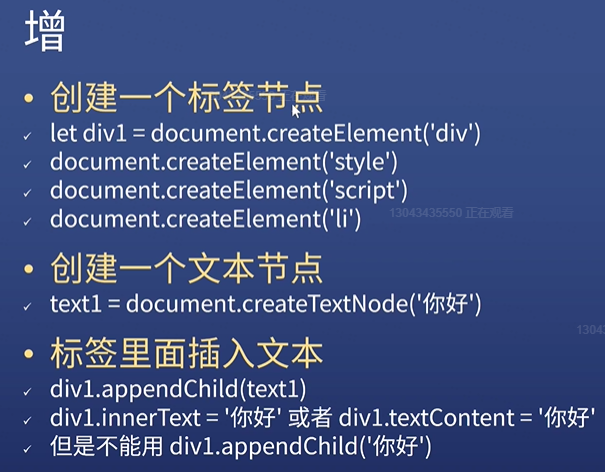 增
创建一个标签节点
let div1 = document.createElement('div')
document.createElement('style')
document.createElement('script')
document.createElement('li')
13043435550 正在观看
创建一个文本节点
text1 = document.createTextNode('你好')
1304
标签里面插入文本
div1.appendChild(text1)
div1.innerText = '你好' 或者 div1.textContent = '你好'
但是不能用 div1.appendChild('你好')